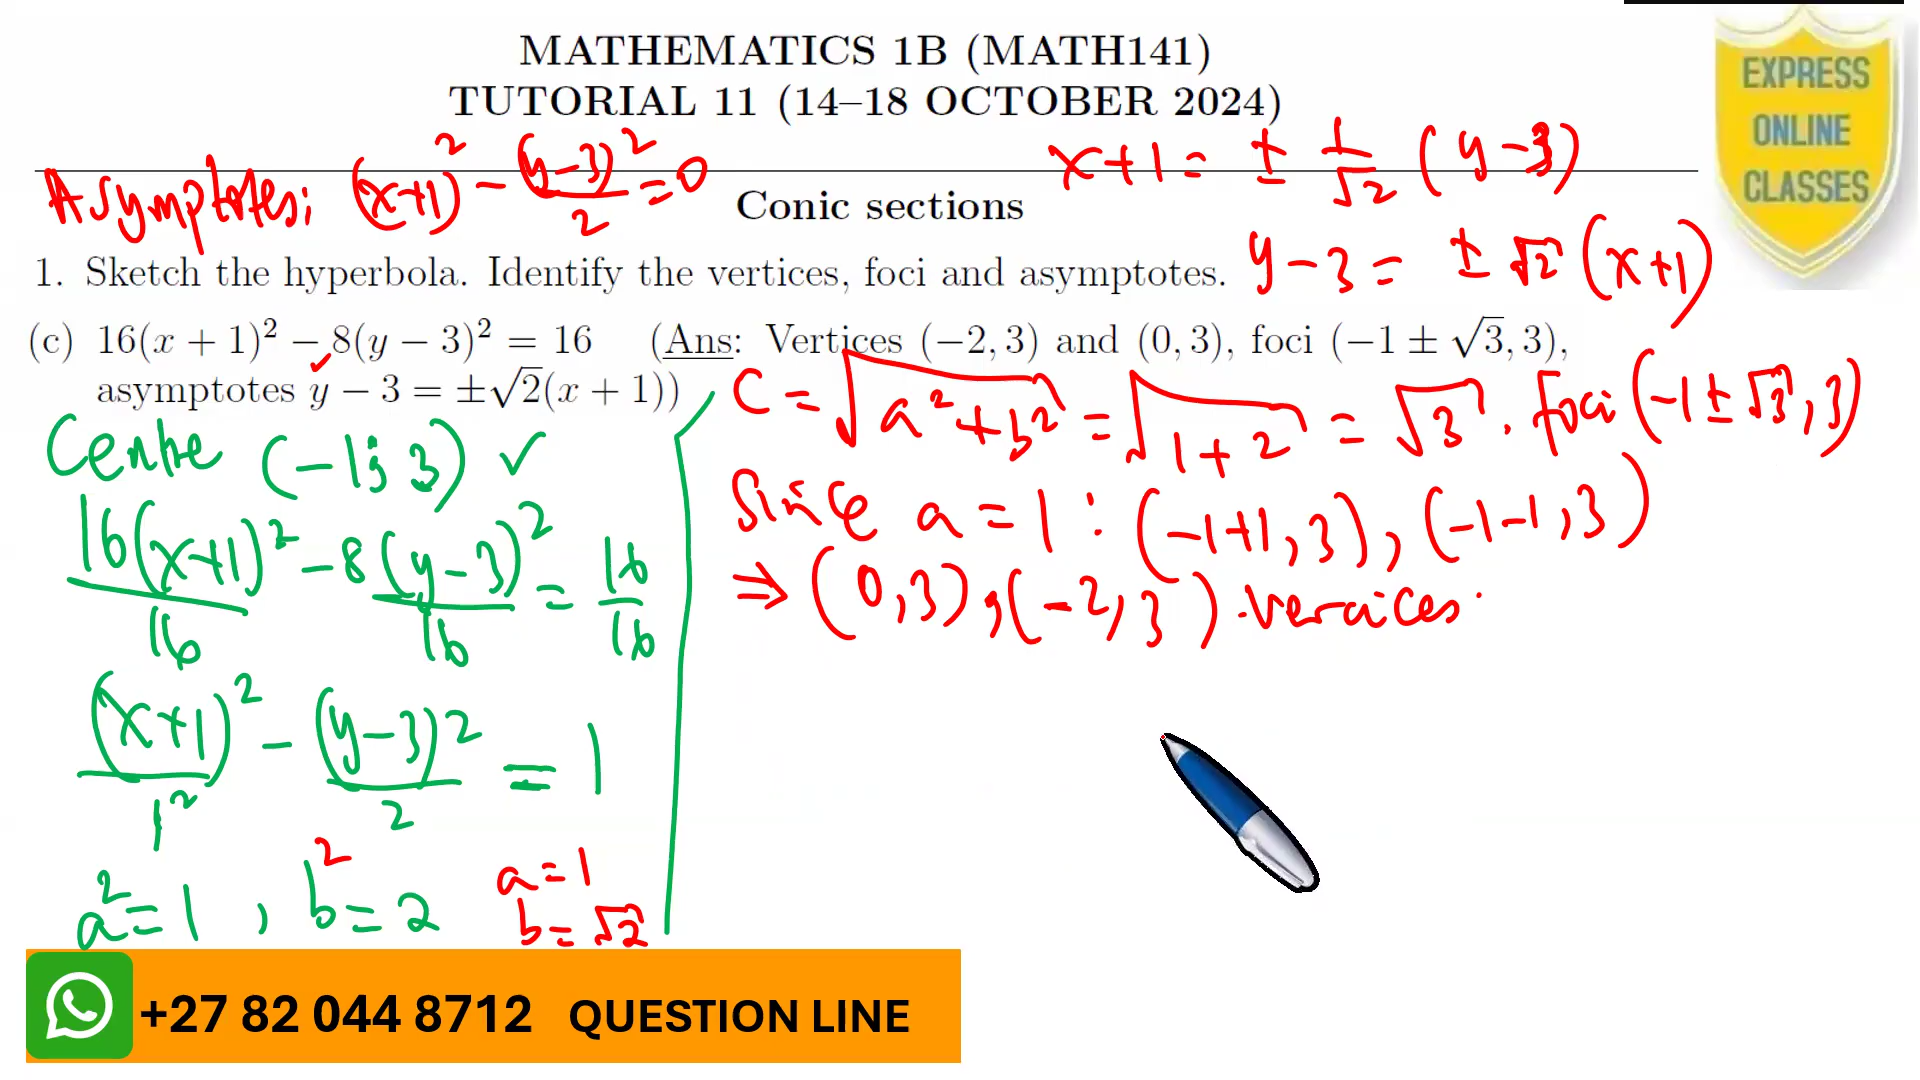 MATHEMATICS 1B (MATH141)
TUTORIAL 11 (14–18 OCTOBER 2024)
EXPRESS
ONLINE
CLASSES
Asymptotes: (x+1)² − (y−3)²/2 = 0
x+1 = ± 1/√2 (y−3)
Conic sections
y−3 = ± √2 (x+1)
1. Sketch the hyperbola. Identify the vertices, foci and asymptotes.
(c) 16(x + 1)² − 8(y − 3)² = 16 (Ans: Vertices (−2, 3) and (0, 3), foci (−1 ± √3, 3),
asymptotes y − 3 = ±√2(x + 1))
Centre (−1; 3) ✓
16(x+1)²/16 − 8(y−3)²/16 = 16/16
(x+1)²/1² − (y−3)²/2 = 1
a² = 1, b² = 2
a = 1
b = √2
C = √(a²+b²) = √(1+2) = √3. foci (−1 ± √3, 3)
Since a = 1 : (−1+1, 3), (−1−1, 3)
⇒ (0, 3), (−2, 3) . verices.
+27 82 044 8712 QUESTION LINE